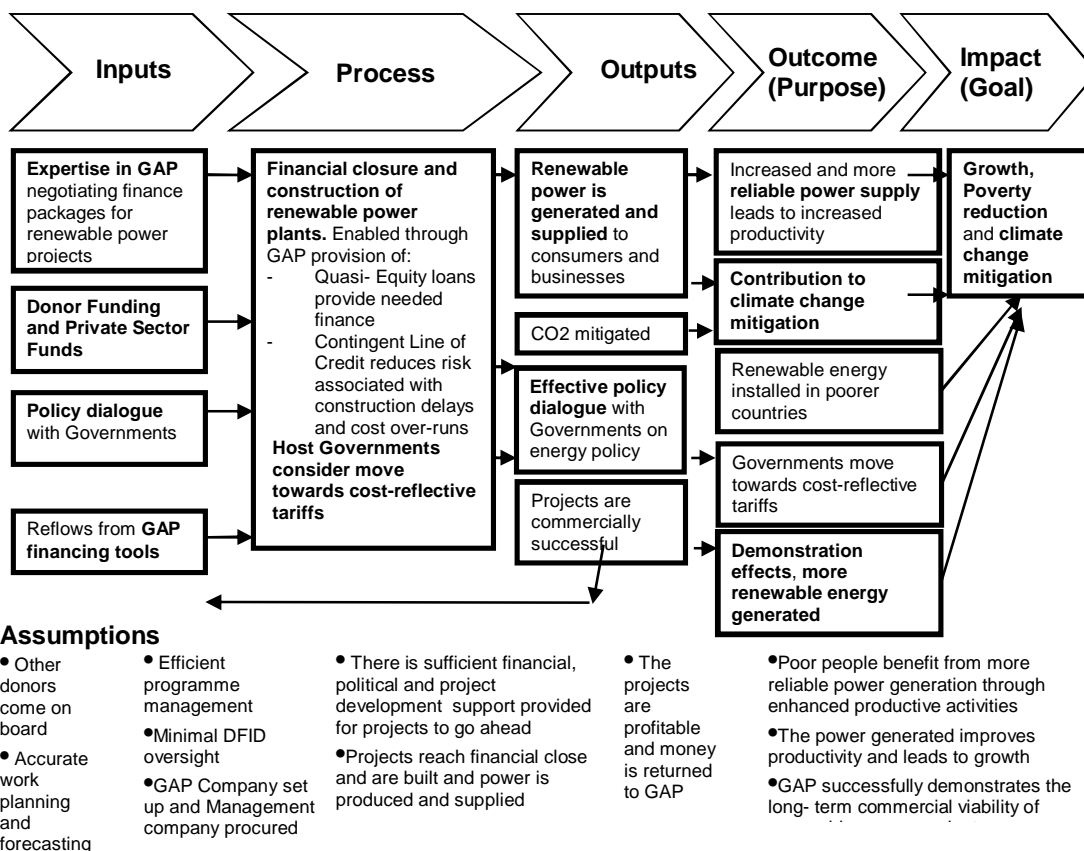 Inputs
Process
Outputs
Outcome
(Purpose)
Impact
(Goal)
Expertise in GAP
negotiating finance
packages for
renewable power
projects
Donor Funding
and Private Sector
Funds
Policy dialogue
with Governments
Reflows from GAP
financing tools
Financial closure and
construction of
renewable power
plants. Enabled through
GAP provision of:
- Quasi- Equity loans
provide needed
finance
- Contingent Line of
Credit reduces risk
associated with
construction delays
and cost over-runs
Host Governments
consider move
towards cost-reflective
tariffs
Renewable
power is
generated and
supplied to
consumers and
businesses
CO2 mitigated
Effective policy
dialogue with
Governments on
energy policy
Projects are
commercially
successful
Increased and more
reliable power supply
leads to increased
productivity
Contribution to
climate change
mitigation
Renewable energy
installed in poorer
countries
Governments move
towards cost-reflective
tariffs
Demonstration
effects, more
renewable energy
generated
Growth,
Poverty
reduction
and climate
change
mitigation
Assumptions
• Other
donors
come on
board
• Accurate
work
planning
and
forecasting
• Efficient
programme
management
•Minimal DFID
oversight
•GAP Company set
up and Management
company procured
• There is sufficient financial,
political and project
development support provided
for projects to go ahead
•Projects reach financial close
and are built and power is
produced and supplied
• The
projects
are
profitable
and money
is returned
to GAP
•Poor people benefit from more
reliable power generation through
enhanced productive activities
•The power generated improves
productivity and leads to growth
•GAP successfully demonstrates the
long- term commercial viability of